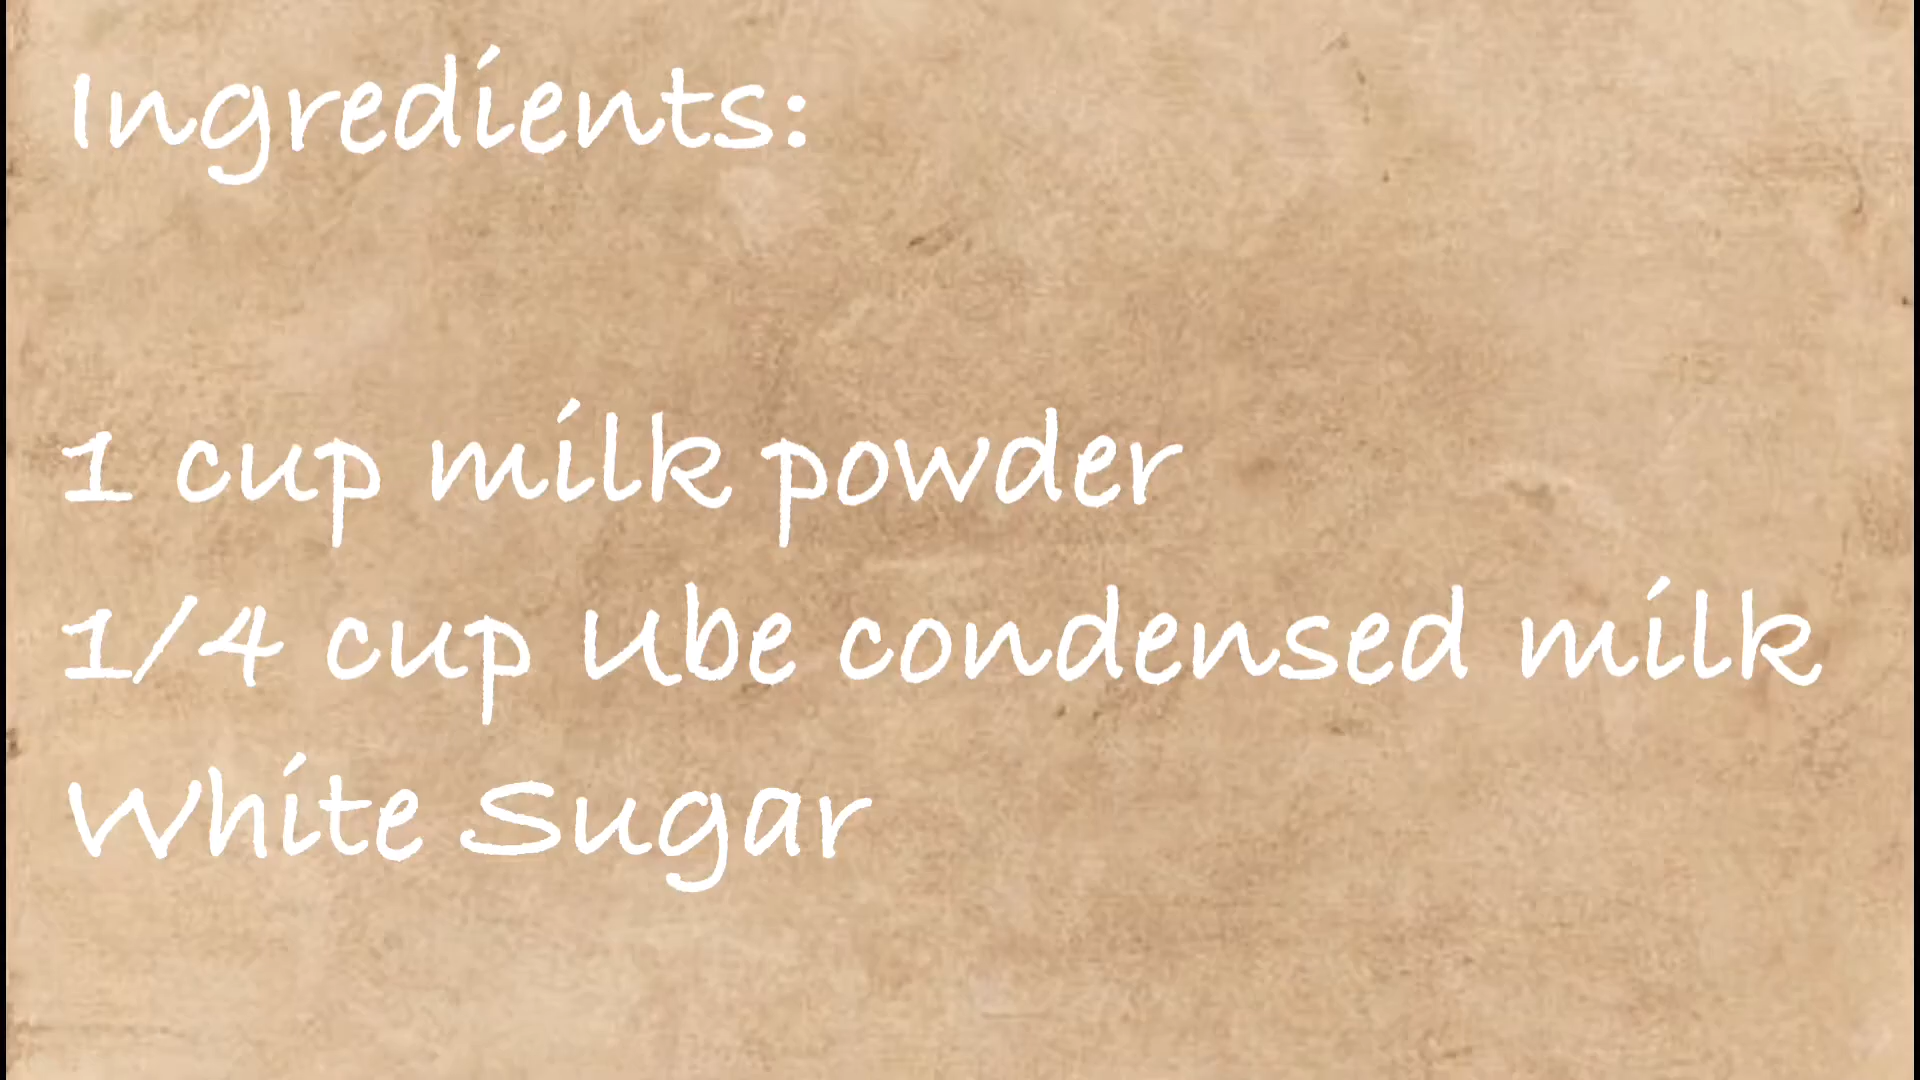 Ingredients:
1 cup milk powder
1/4 cup Ube condensed milk
White Sugar